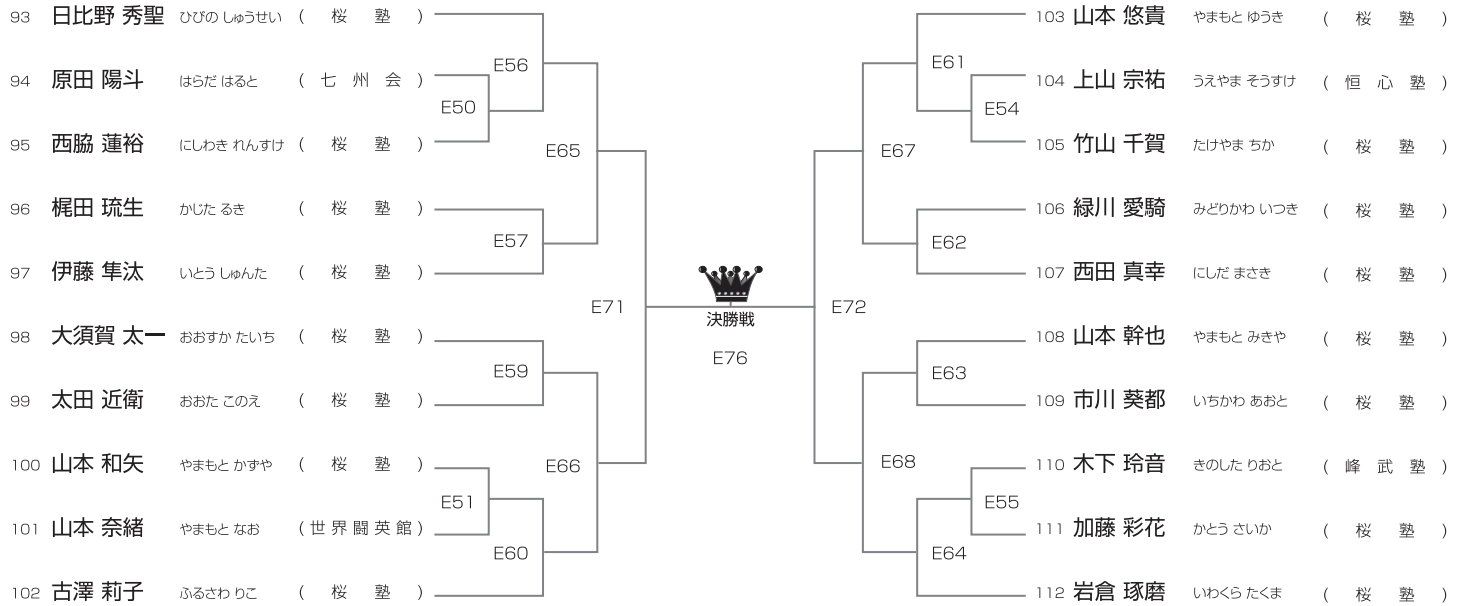 93 日比野 秀聖 ひびの しゅうせい ( 桜 塾 )
E56
94 原田 陽斗 はらだ はると ( 七 州 会 )
E50
95 西脇 蓮裕 にしわき れんすけ ( 桜 塾 )
E65
96 梶田 琉生 かじた るき ( 桜 塾 )
E57
97 伊藤 隼汰 いとう しゅんた ( 桜 塾 )
E71
98 大須賀 太一 おおすか たいち ( 桜 塾 )
E59
99 太田 近衛 おおた このえ ( 桜 塾 )
E66
100 山本 和矢 やまもと かずや ( 桜 塾 )
E51
101 山本 奈緒 やまもと なお ( 世 界 闘 英 館 )
E60
102 古澤 莉子 ふるさわ りこ ( 桜 塾 )
決勝戦
E76
103 山本 悠貴 やまもと ゆうき ( 桜 塾 )
E61
104 上山 宗祐 うえやま そうすけ ( 恒 心 塾 )
E54
105 竹山 千賀 たけやま ちか ( 桜 塾 )
E67
106 緑川 愛騎 みどりかわ いつき ( 桜 塾 )
E62
107 西田 真幸 にしだ まさき ( 桜 塾 )
E72
108 山本 幹也 やまもと みきや ( 桜 塾 )
E63
109 市川 葵都 いちかわ あおと ( 桜 塾 )
E68
110 木下 玲音 きのした りおと ( 峰 武 塾 )
E55
111 加藤 彩花 かとう さいか ( 桜 塾 )
E64
112 岩倉 琢磨 いわくら たくま ( 桜 塾 )